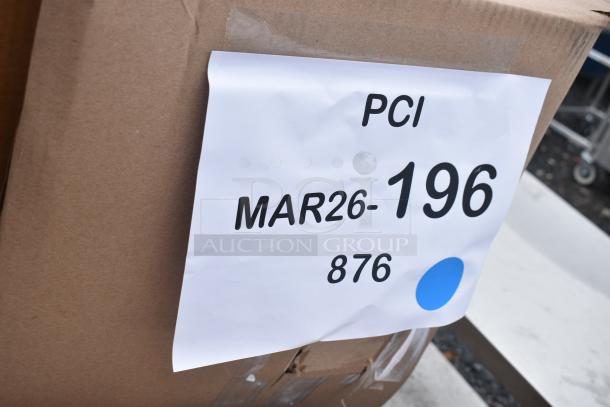 PCI
MAR26-196
PCI
AUCTION GROUP
876